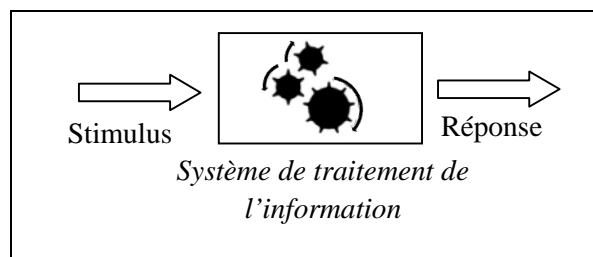 Stimulus
Réponse
Système de traitement de
l'information